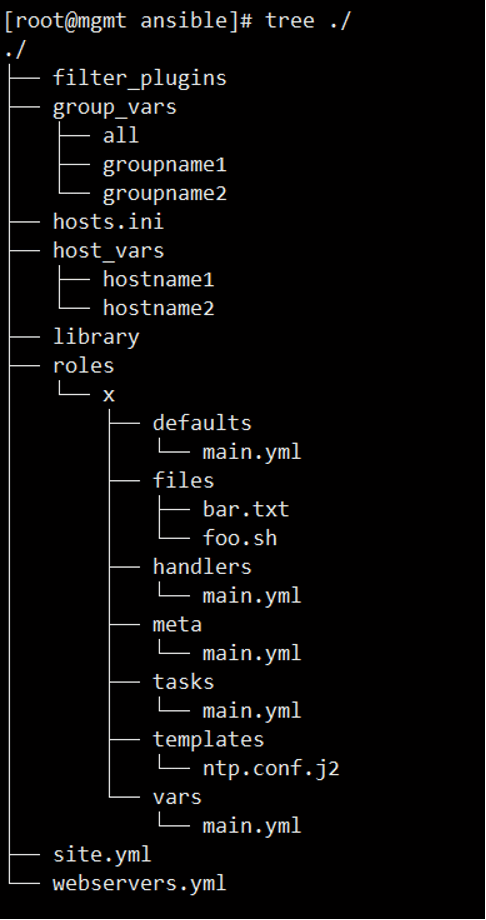 [root@mgmt ansible]# tree ./
./
├── filter_plugins
├── group_vars
│   ├── all
│   ├── groupname1
│   └── groupname2
├── hosts.ini
├── host_vars
│   ├── hostname1
│   └── hostname2
├── library
├── roles
│   └── x
│       ├── defaults
│       │   └── main.yml
│       ├── files
│       │   ├── bar.txt
│       │   └── foo.sh
│       ├── handlers
│       │   └── main.yml
│       ├── meta
│       │   └── main.yml
│       ├── tasks
│       │   └── main.yml
│       ├── templates
│       │   └── ntp.conf.j2
│       └── vars
│           └── main.yml
├── site.yml
└── webservers.yml